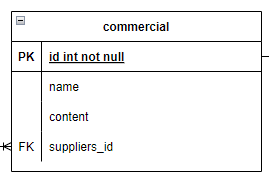 commercial
PK id int not null
name
content
FK suppliers_id